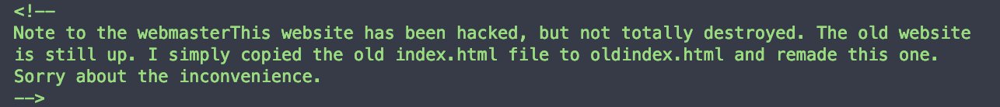 <!--
Note to the webmasterThis website has been hacked, but not totally destroyed. The old website
is still up. I simply copied the old index.html file to oldindex.html and remade this one.
Sorry about the inconvenience.
-->